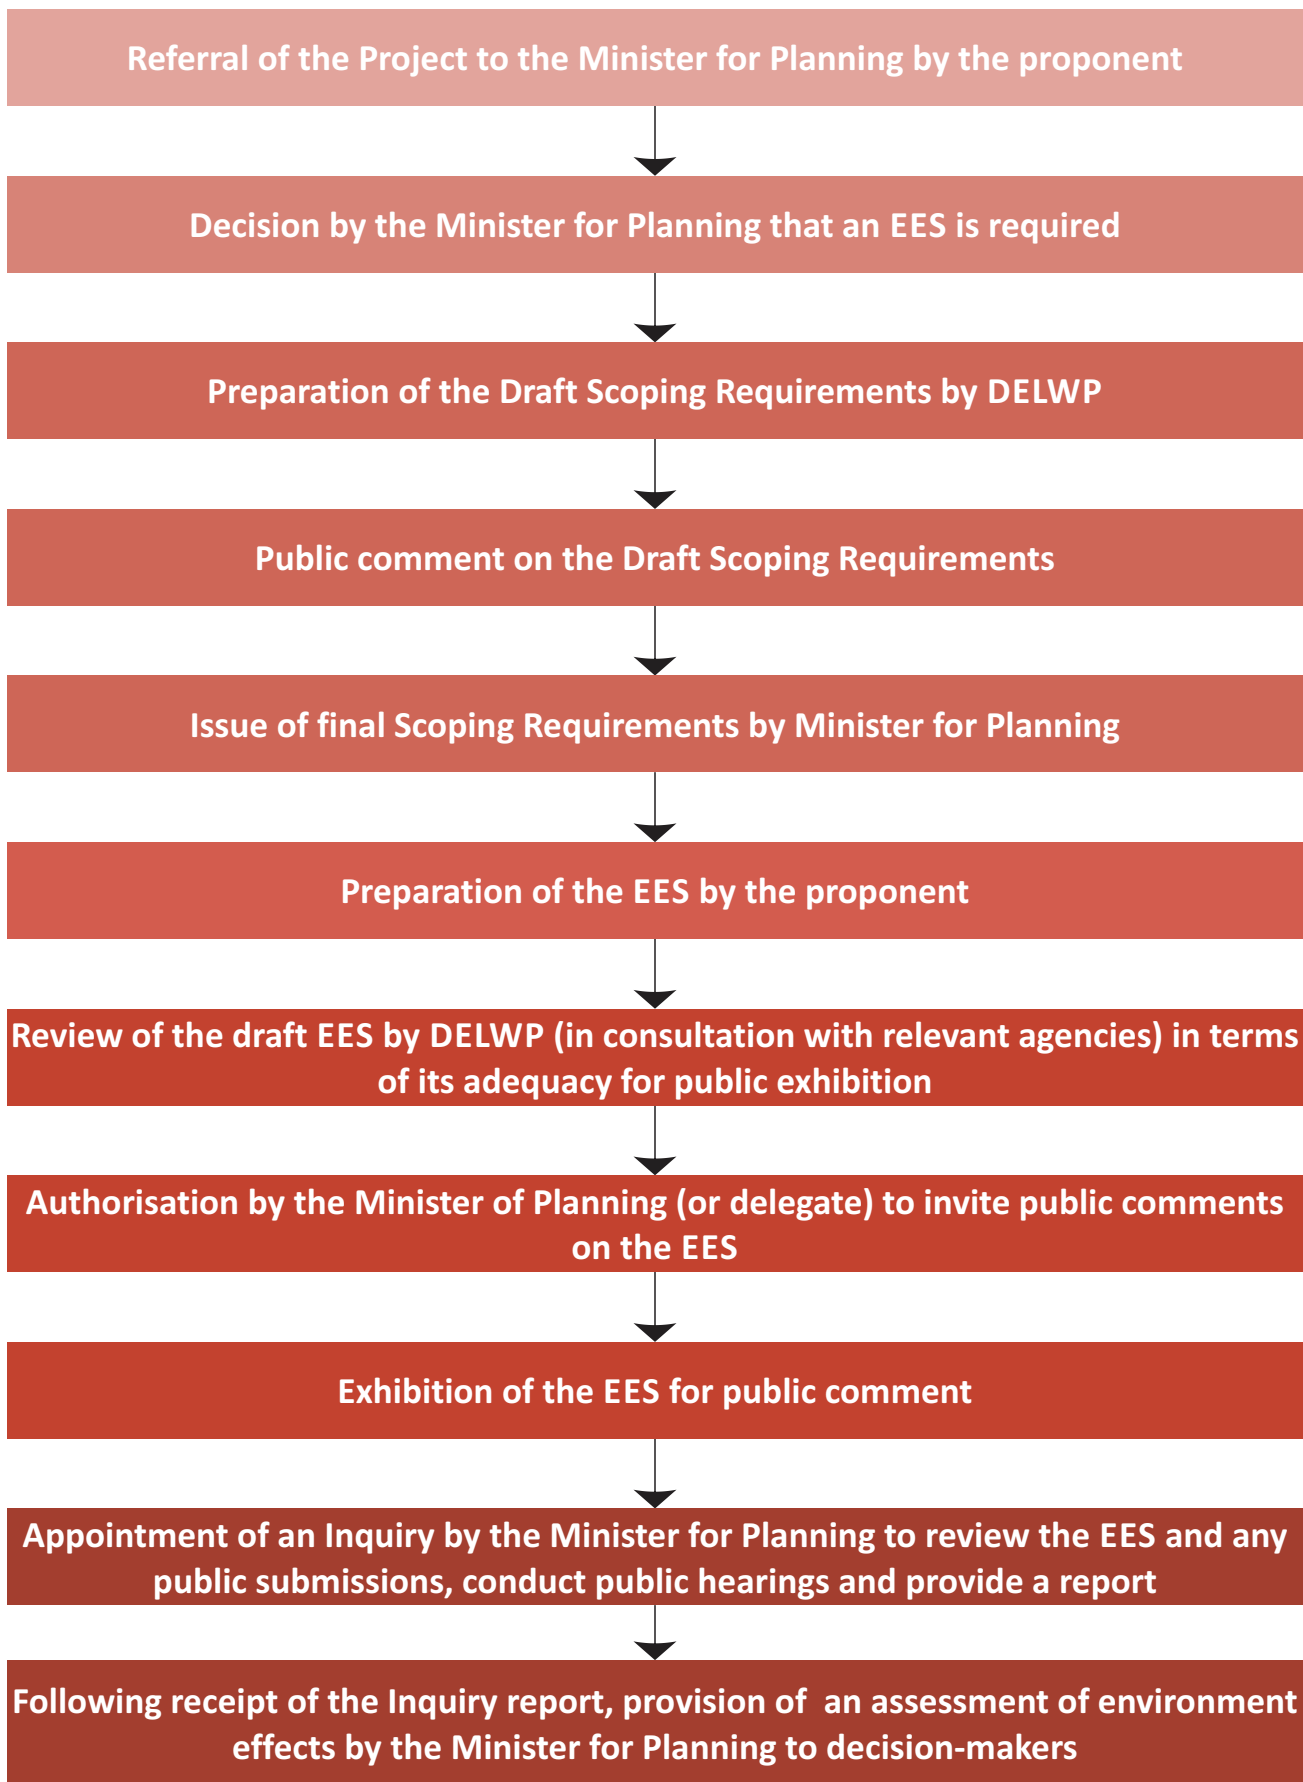 Referral of the Project to the Minister for Planning by the proponent
Decision by the Minister for Planning that an EES is required
Preparation of the Draft Scoping Requirements by DELWP
Public comment on the Draft Scoping Requirements
Issue of final Scoping Requirements by Minister for Planning
Preparation of the EES by the proponent
Review of the draft EES by DELWP (in consultation with relevant agencies) in terms
of its adequacy for public exhibition
Authorisation by the Minister of Planning (or delegate) to invite public comments
on the EES
Exhibition of the EES for public comment
Appointment of an Inquiry by the Minister for Planning to review the EES and any
public submissions, conduct public hearings and provide a report
Following receipt of the Inquiry report, provision of  an assessment of environment
effects by the Minister for Planning to decision-makers